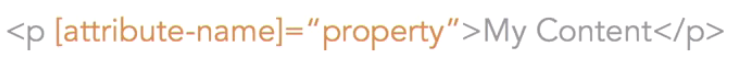 <p [attribute-name]=“property”>My Content</p>